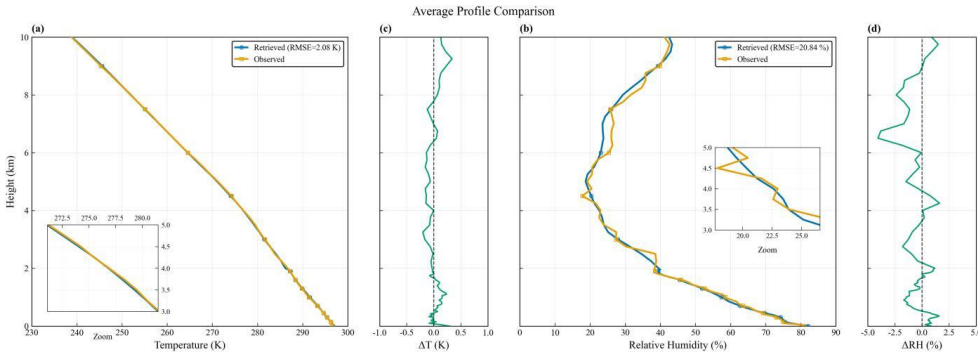 Average Profile Comparison
(a)
(c)
(b)
(d)
Retrieved (RMSE=2.08 K)
Observed
Retrieved (RMSE=20.84 %)
Observed
Height (km)
10
8
6
4
2
0
271.5 275.0 276.0 280.1
5.0
4.5
4.0
3.5
3.0
Zoom
5.0
4.5
4.0
3.5
3.0
20.0 22.5 25.0
Zoom
230 240 250 260 270 280 290 300
Temperature (K)
-1.0 -0.5 0.0 0.5 1.0
ΔT (K)
0 10 20 30 40 50 60 70 80 90
Relative Humidity (%)
-5.0 -2.5 0.0 2.5 5.0
ΔRH (%)